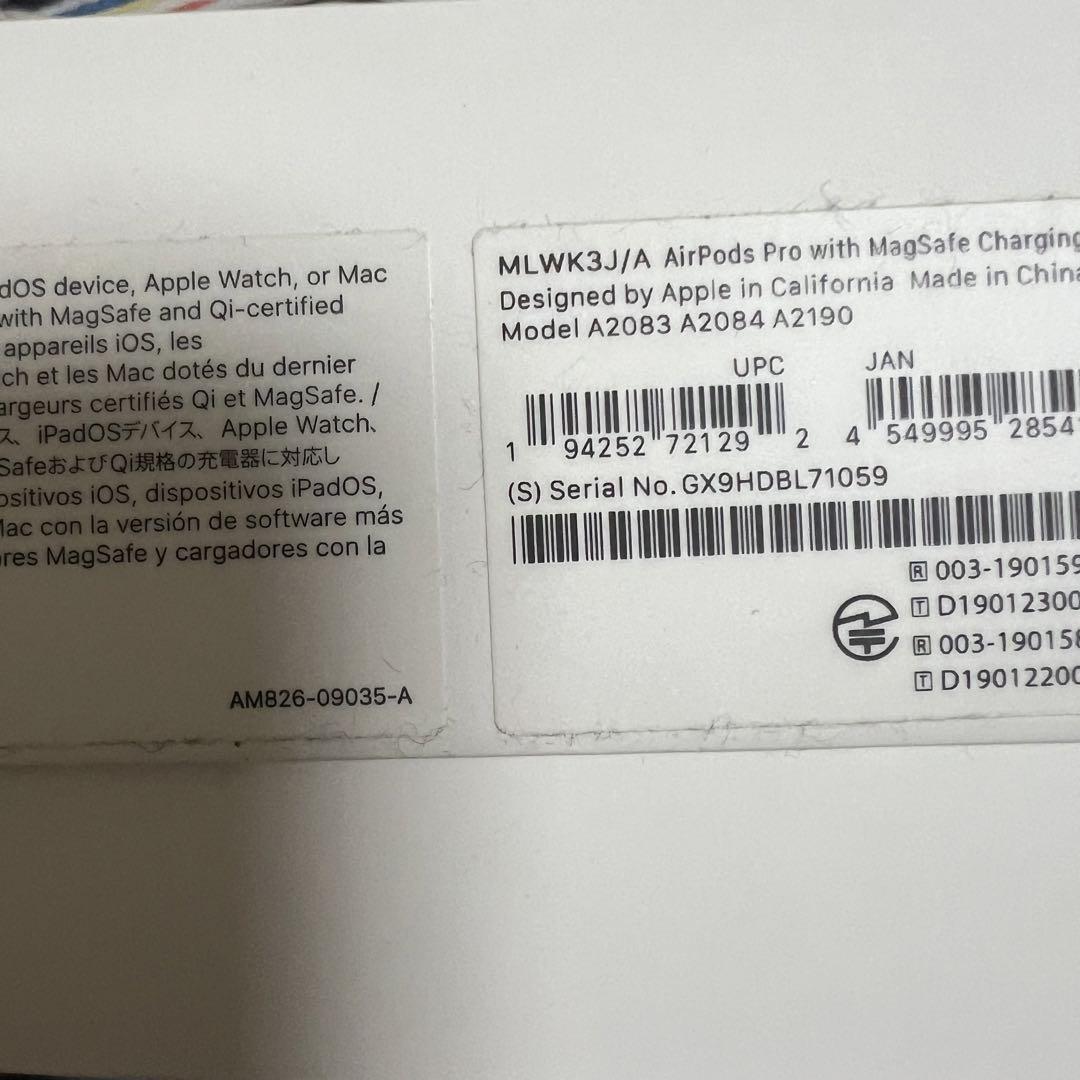 dOS device, Apple Watch, or Mac
with MagSafe and Qi-certified
appareils iOS, les
ch et les Mac dotés du dernier
argeurs certifiés Qi et MagSafe. /
ス、iPadOSデバイス、Apple Watch、
SafeおよびQi規格の充電器に対応し
ositivos iOS, dispositivos iPadOS,
Mac con la versión de software más
ores MagSafe y cargadores con la
AM826-09035-A
MLWK3J/A AirPods Pro with MagSafe Charging
Designed by Apple in California Made in China
Model A2083 A2084 A2190
UPC
1 94252 72129 2
JAN
4 549995 28541
(S) Serial No. GX9HDBL71059
R 003-190159
T D19012300
R 003-190158
T D19012200